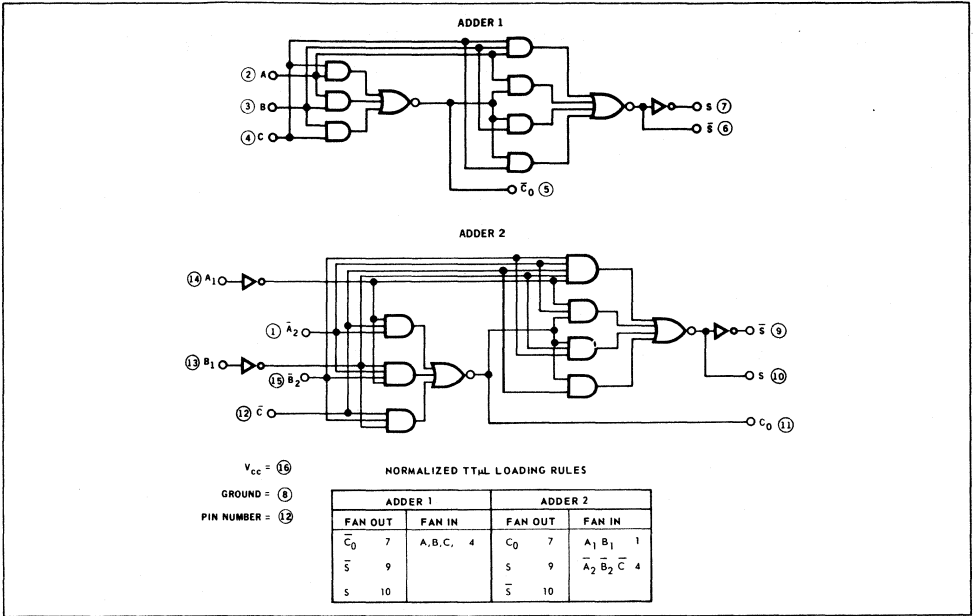 ADDER 1
② A
③ B
④ C
S ⑦
S̄ ⑥
C̄₀ ⑤
ADDER 2
⑭ A₁
① Ā₂
⑬ B₁
⑮ B̄₂
⑫ C̄
S̄ ⑨
S ⑩
C₀ ⑪
Vcc = ⑯
GROUND = ⑧
PIN NUMBER = ⑫
NORMALIZED TTμL LOADING RULES
ADDER 1 ADDER 2
FAN OUT FAN IN FAN OUT FAN IN
C̄₀ 7 A,B,C, 4 C₀ 7 A₁ B₁ 1
S̄ 9 S 9 Ā₂ B̄₂ C̄ 4
S 10 S̄ 10